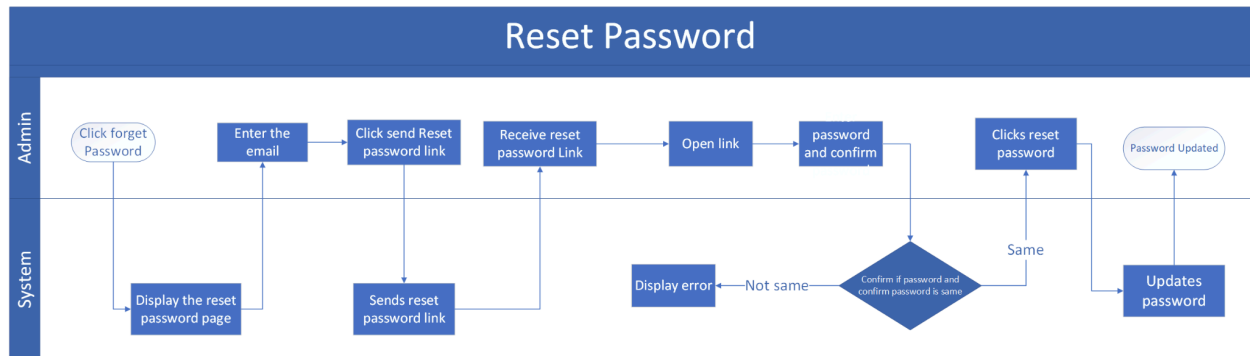 Reset Password
Admin
Click forget
Password
Enter the
email
Click send Reset
password link
Receive reset
password Link
Open link
password
and confirm
Clicks reset
password
Password Updated
System
Display the reset
password page
Sends reset
password link
Display error
Not same
Confirm if password and
confirm password is same
Same
Updates
password